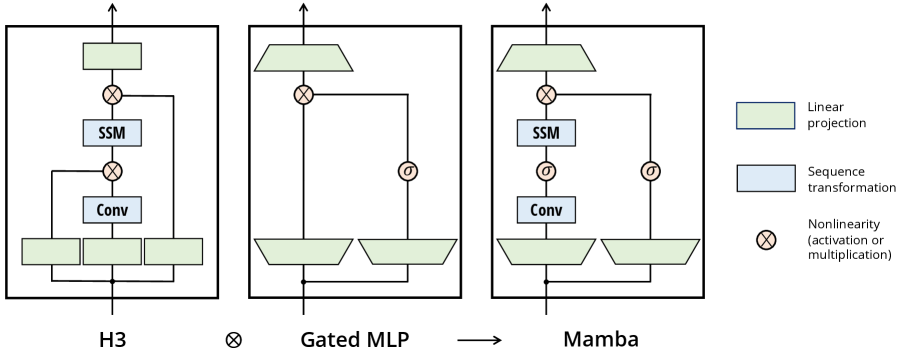 SSM
Conv
H3
σ
Gated MLP
SSM
σ
σ
Conv
Mamba
Linear
projection
Sequence
transformation
Nonlinearity
(activation or
multiplication)